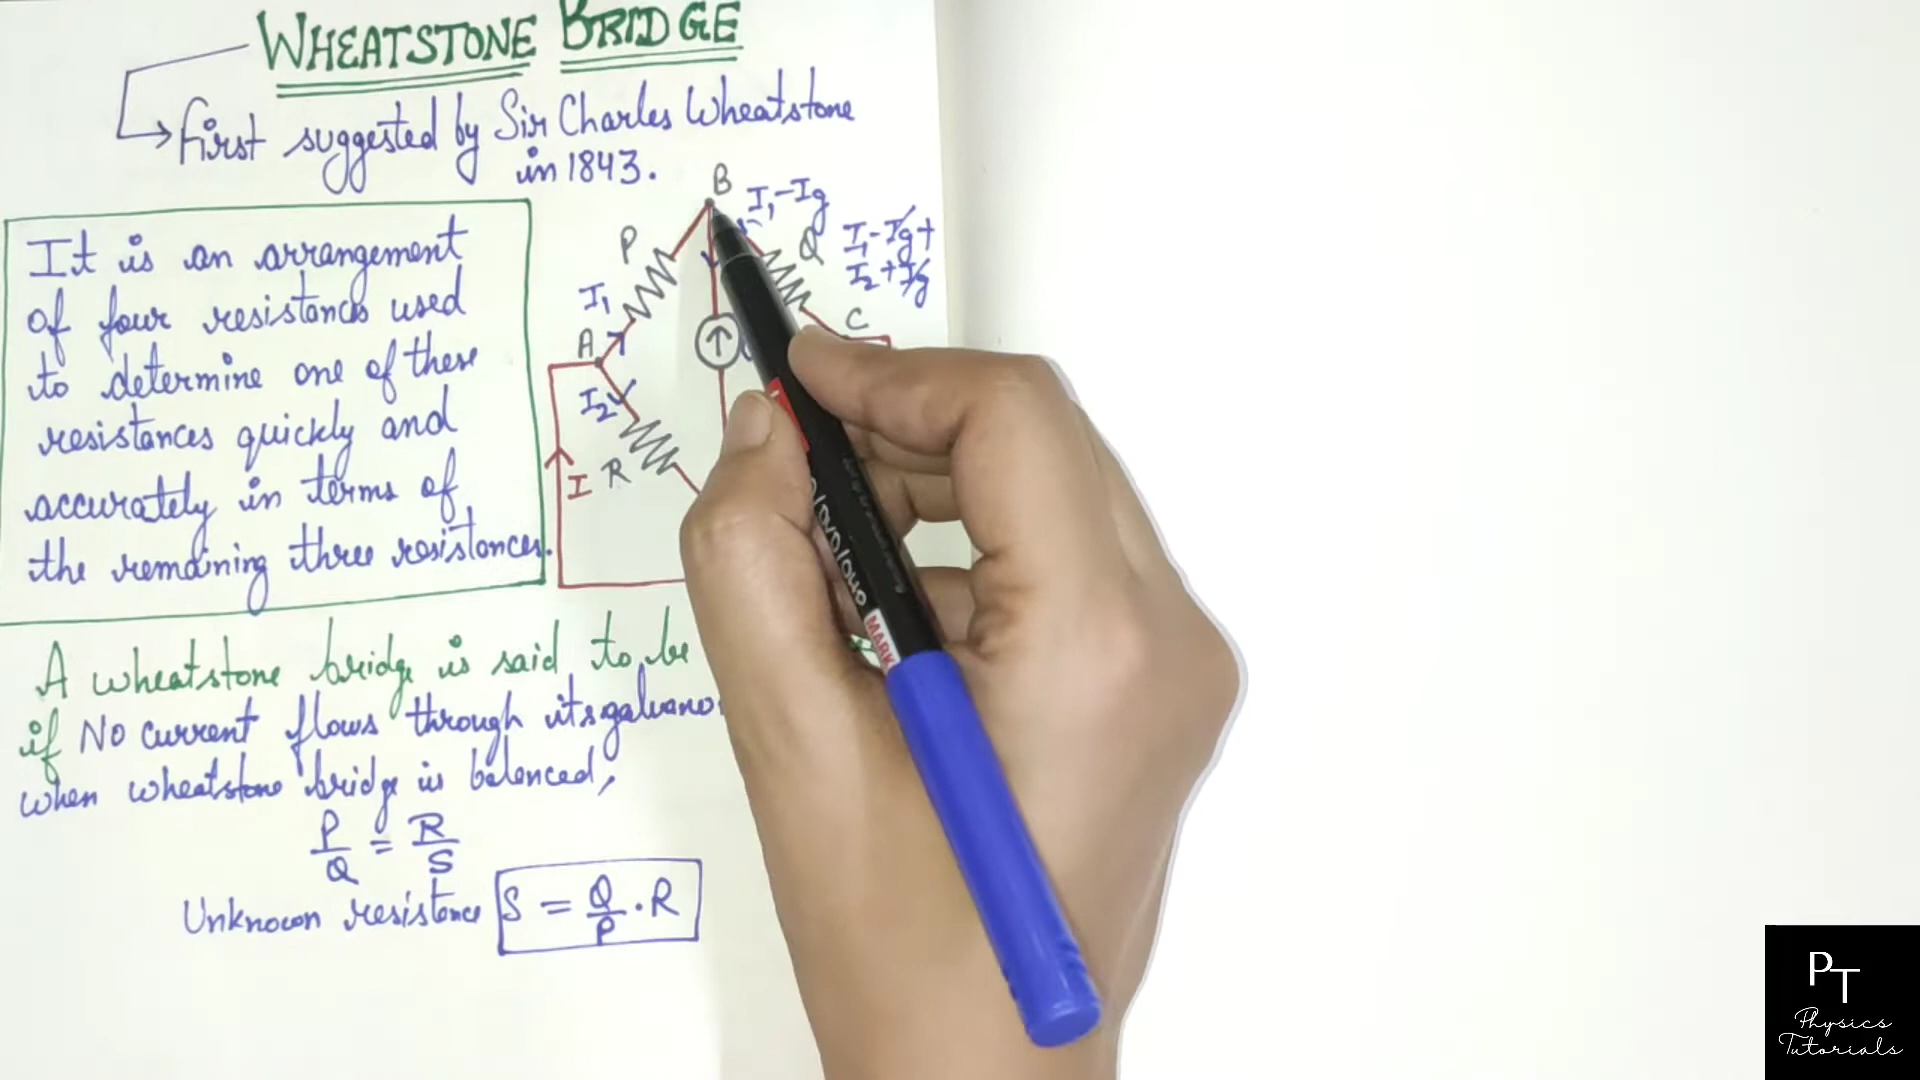 WHEATSTONE BRIDGE
First suggested by Sir Charles Wheatstone
in 1843.
It is an arrangement
of four resistances used
to determine one of these
resistances quickly and
accurately in terms of
the remaining three resistances.
B
I₁-Ig
P
Q
I₁-Ig+
I₂+Ig
I₁
A
C
I₂
R
I
A wheatstone bridge is said to be
if NO current flows through its galvano
when wheatstone bridge is balenced,
P/Q = R/S
Unknown resistance S = Q/P . R
PT
Physics
Tutorials